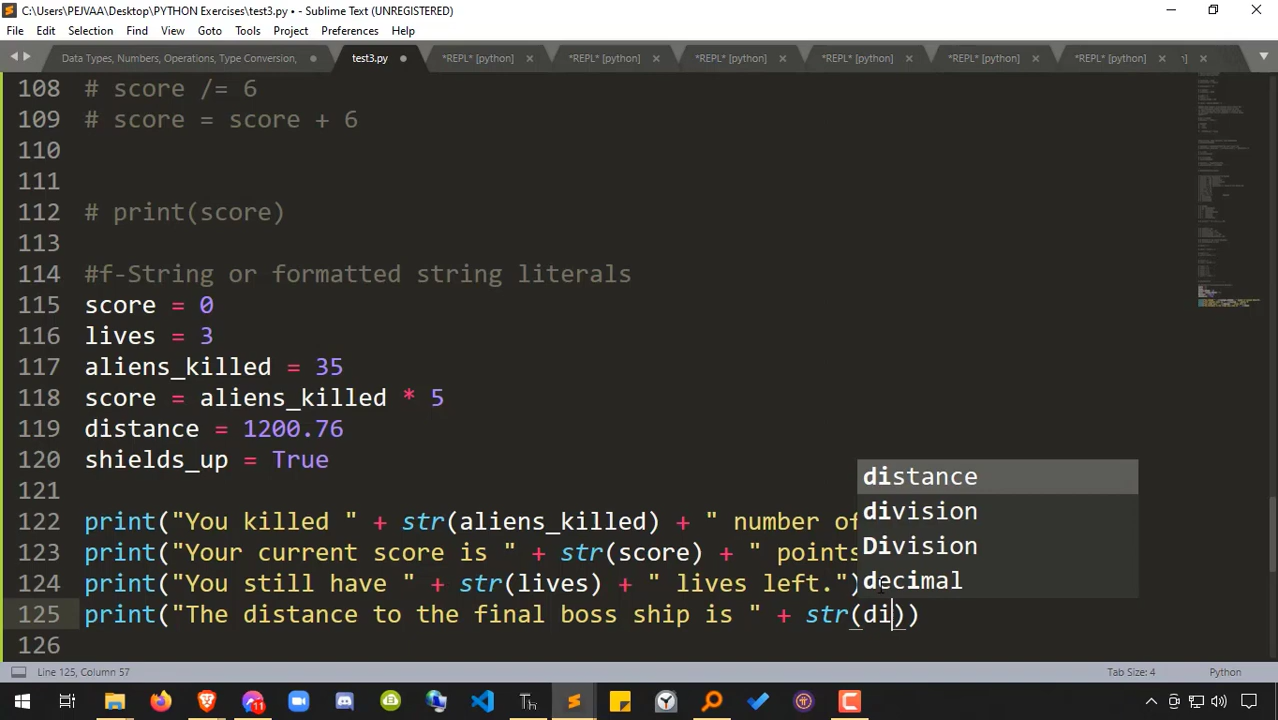 C:\Users\PEJVAA\Desktop\PYTHON Exercises\test3.py • - Sublime Text (UNREGISTERED)
File Edit Selection Find View Goto Tools Project Preferences Help
Data Types, Numbers, Operations, Type Conversion, test3.py *REPL* [python] *REPL* [python] *REPL* [python] *REPL* [python] *REPL* [python] *REPL* [python]
108 # score /= 6
109 # score = score + 6
110
111
112 # print(score)
113
114 #f-String or formatted string literals
115 score = 0
116 lives = 3
117 aliens_killed = 35
118 score = aliens_killed * 5
119 distance = 1200.76
120 shields_up = True
121
122 print("You killed " + str(aliens_killed) + " number of
123 print("Your current score is " + str(score) + " points
124 print("You still have " + str(lives) + " lives left.")
125 print("The distance to the final boss ship is " + str(di))
126
distance
division
Division
decimal
Line 125, Column 57 Tab Size: 4 Python
11